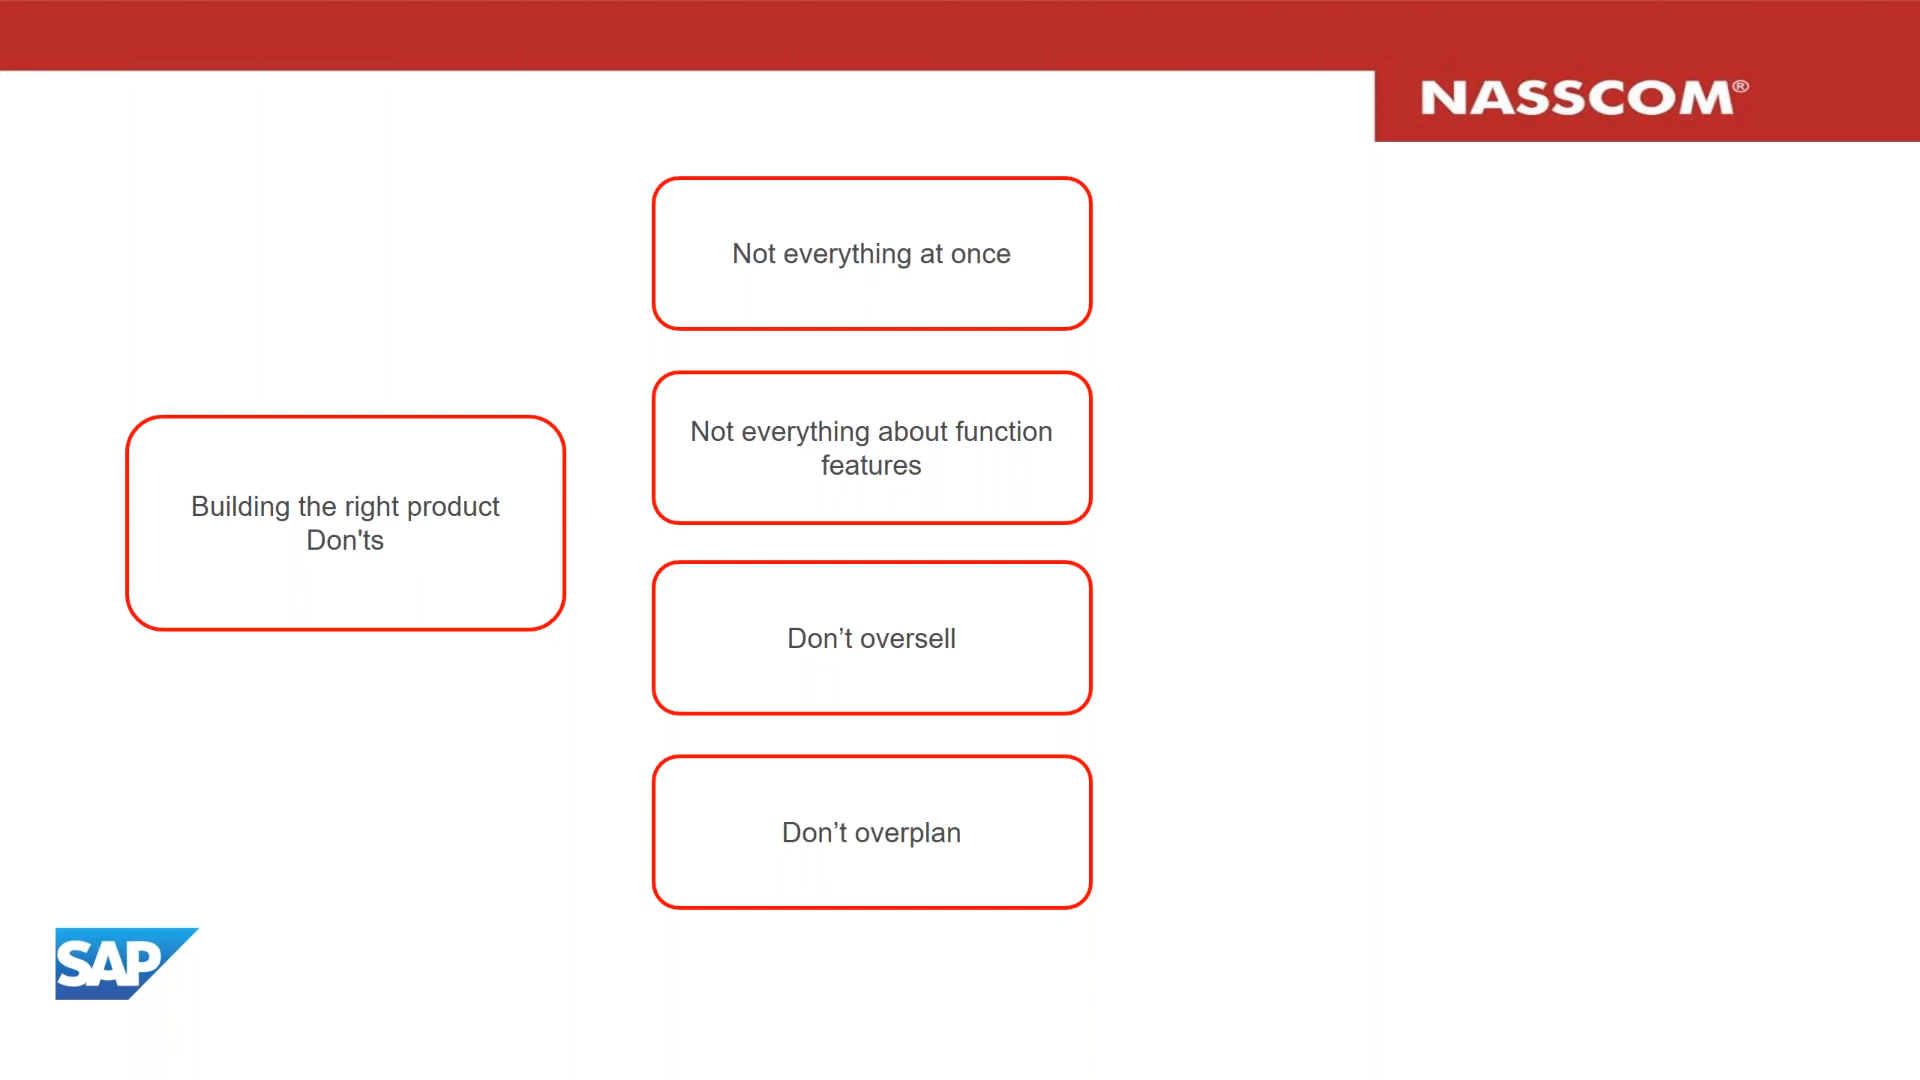 NASSCOM®
Not everything at once
Not everything about function
features
Building the right product
Don'ts
Don’t oversell
Don’t overplan
SAP